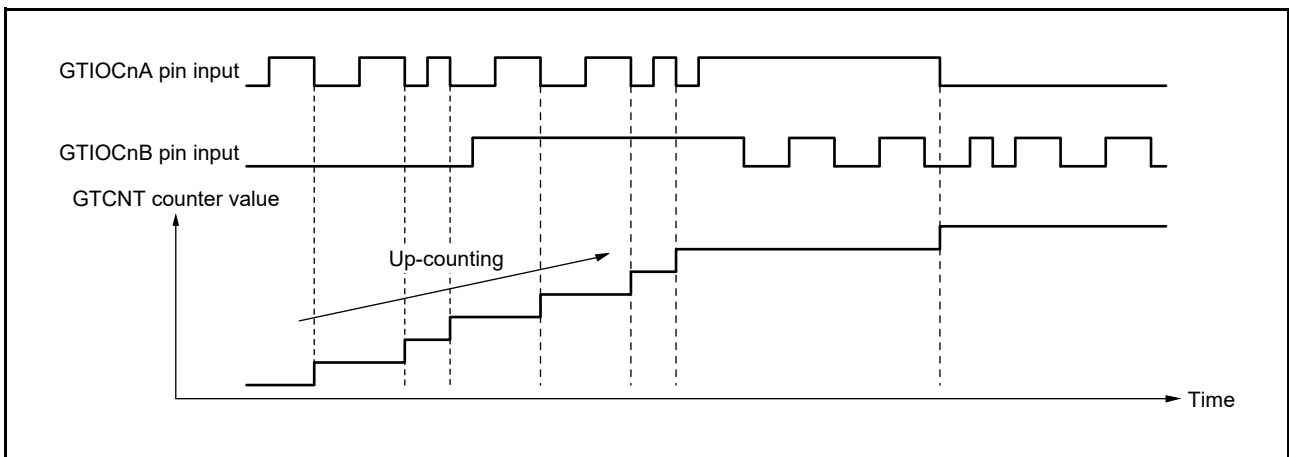 GTIOCnA pin input
GTIOCnB pin input
GTCNT counter value
Up-counting
Time